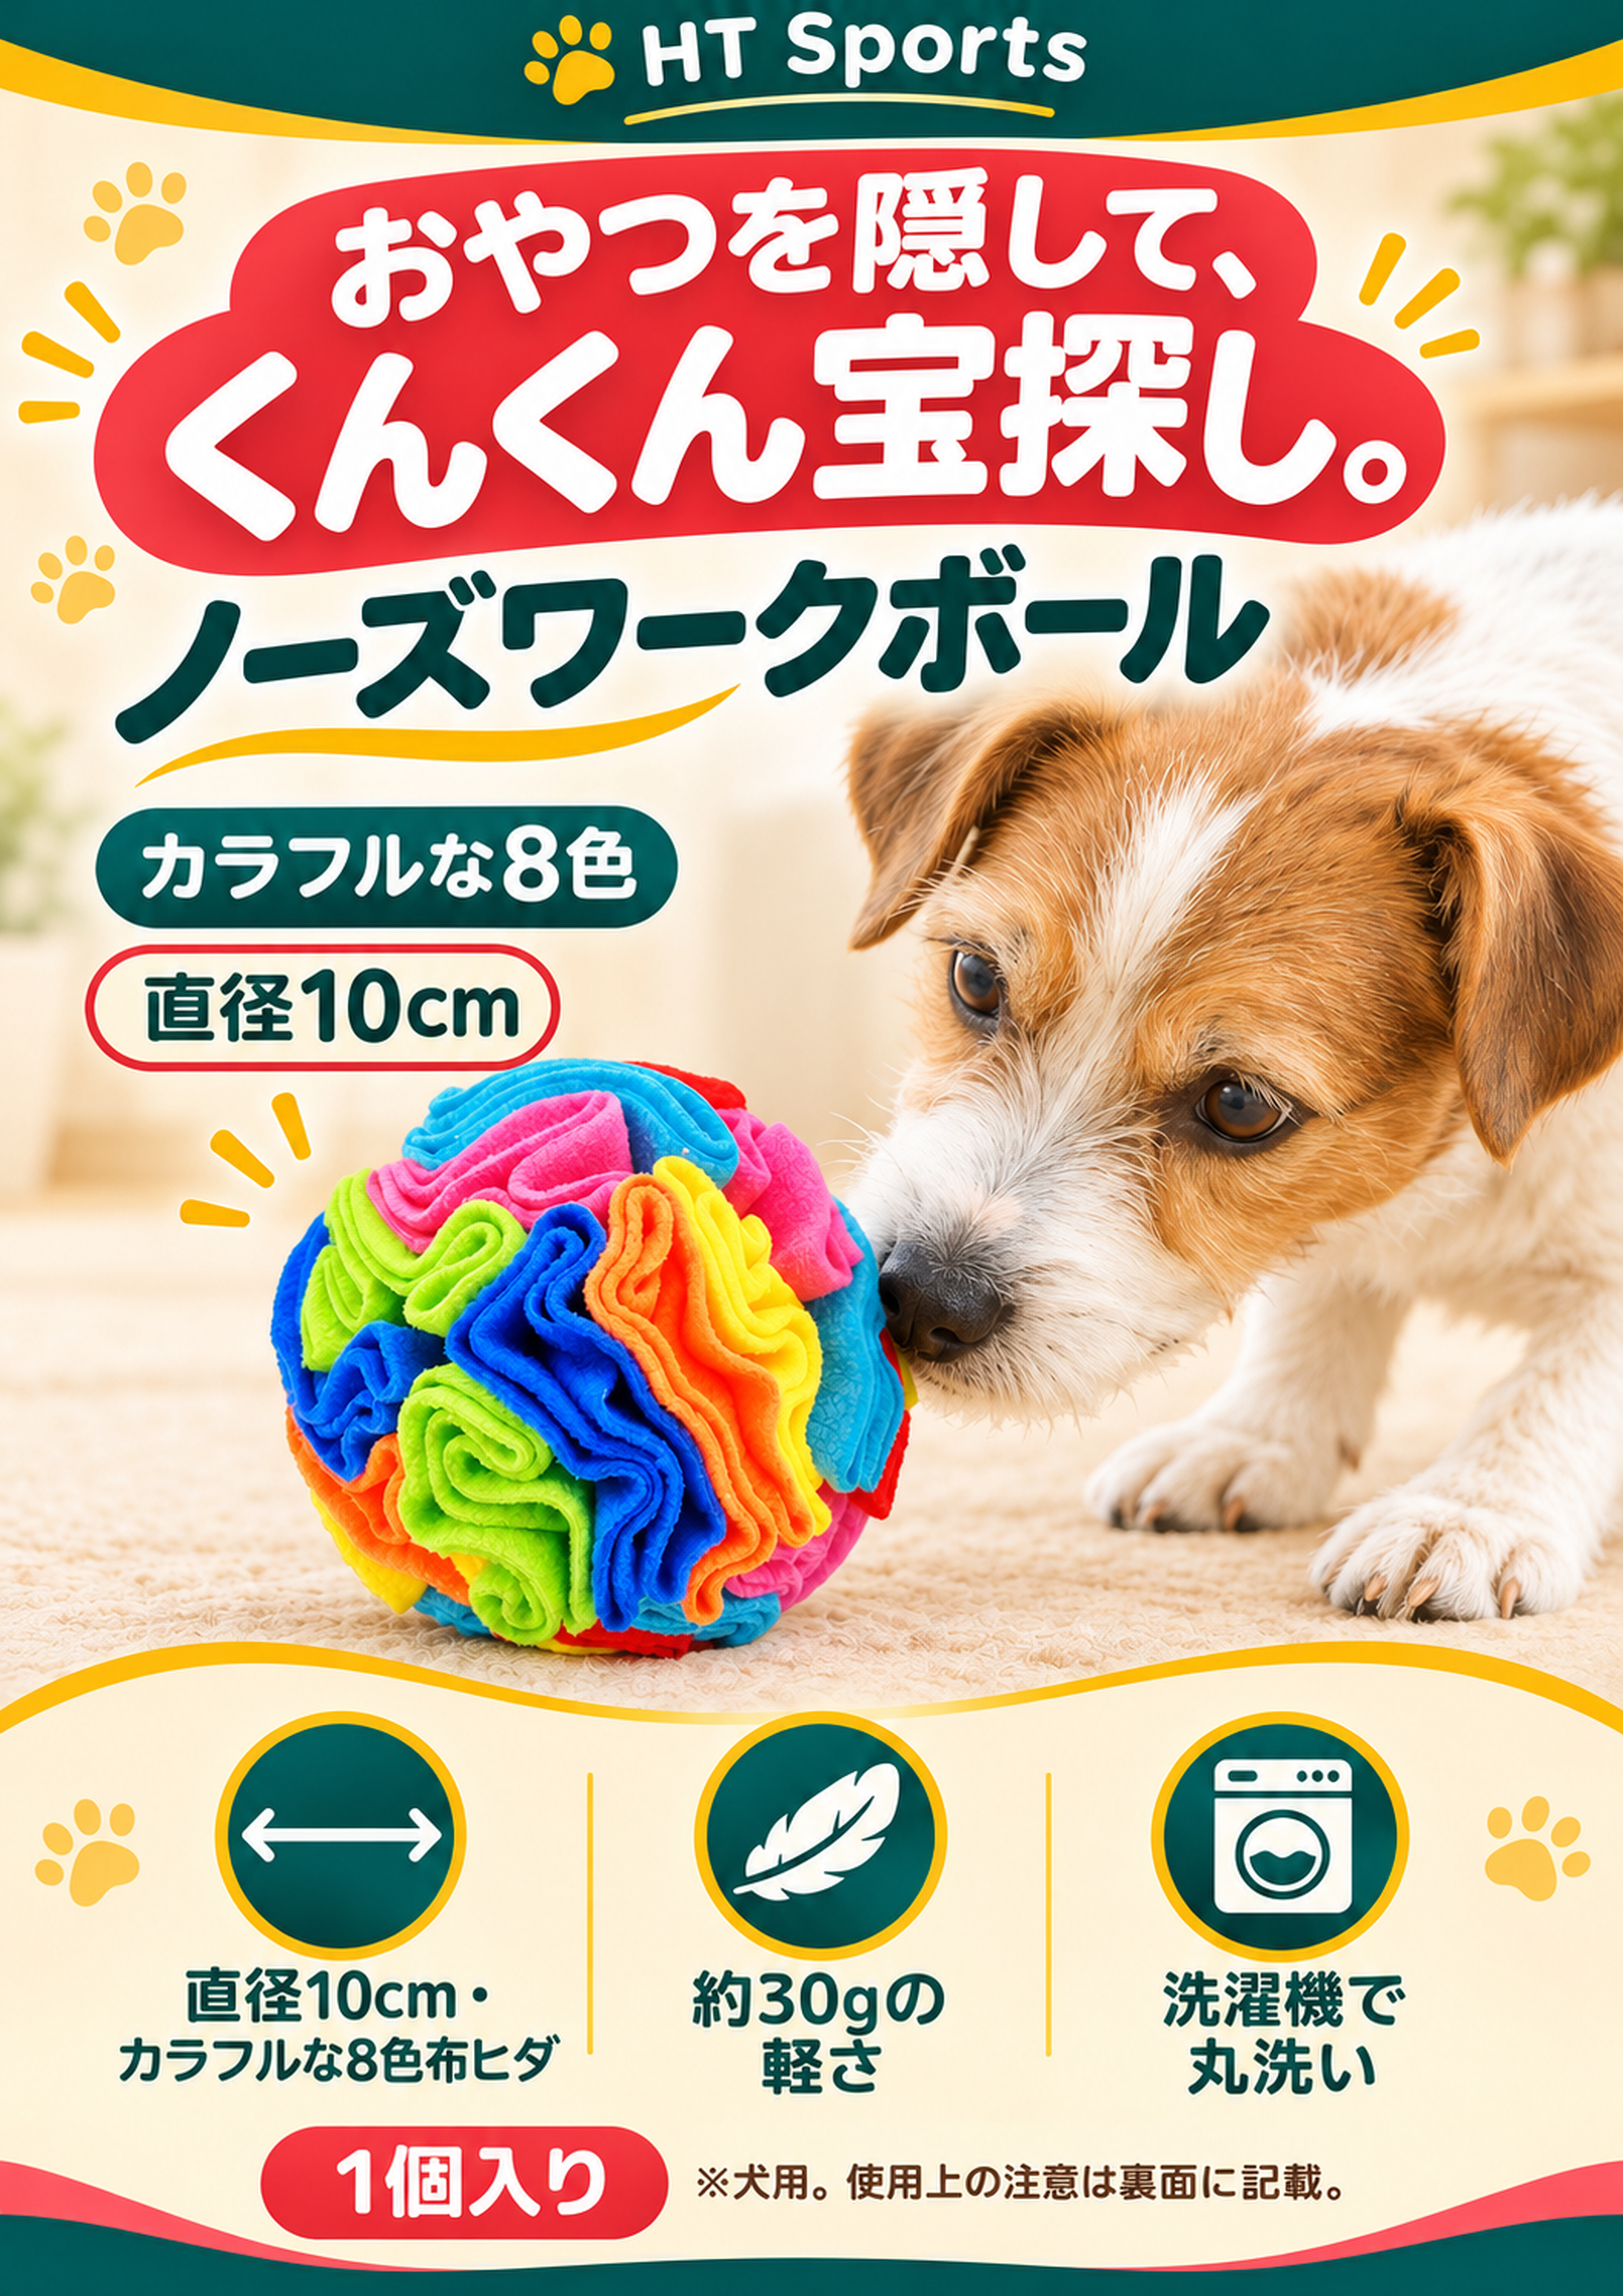 HT Sports
おやつを隠して、
くんくん宝探し。
ノーズワークボール
カラフルな8色
直径10cm
直径10cm・
カラフルな8色布ヒダ
約30gの
軽さ
洗濯機で
丸洗い
1個入り
※犬用。使用上の注意は裏面に記載。